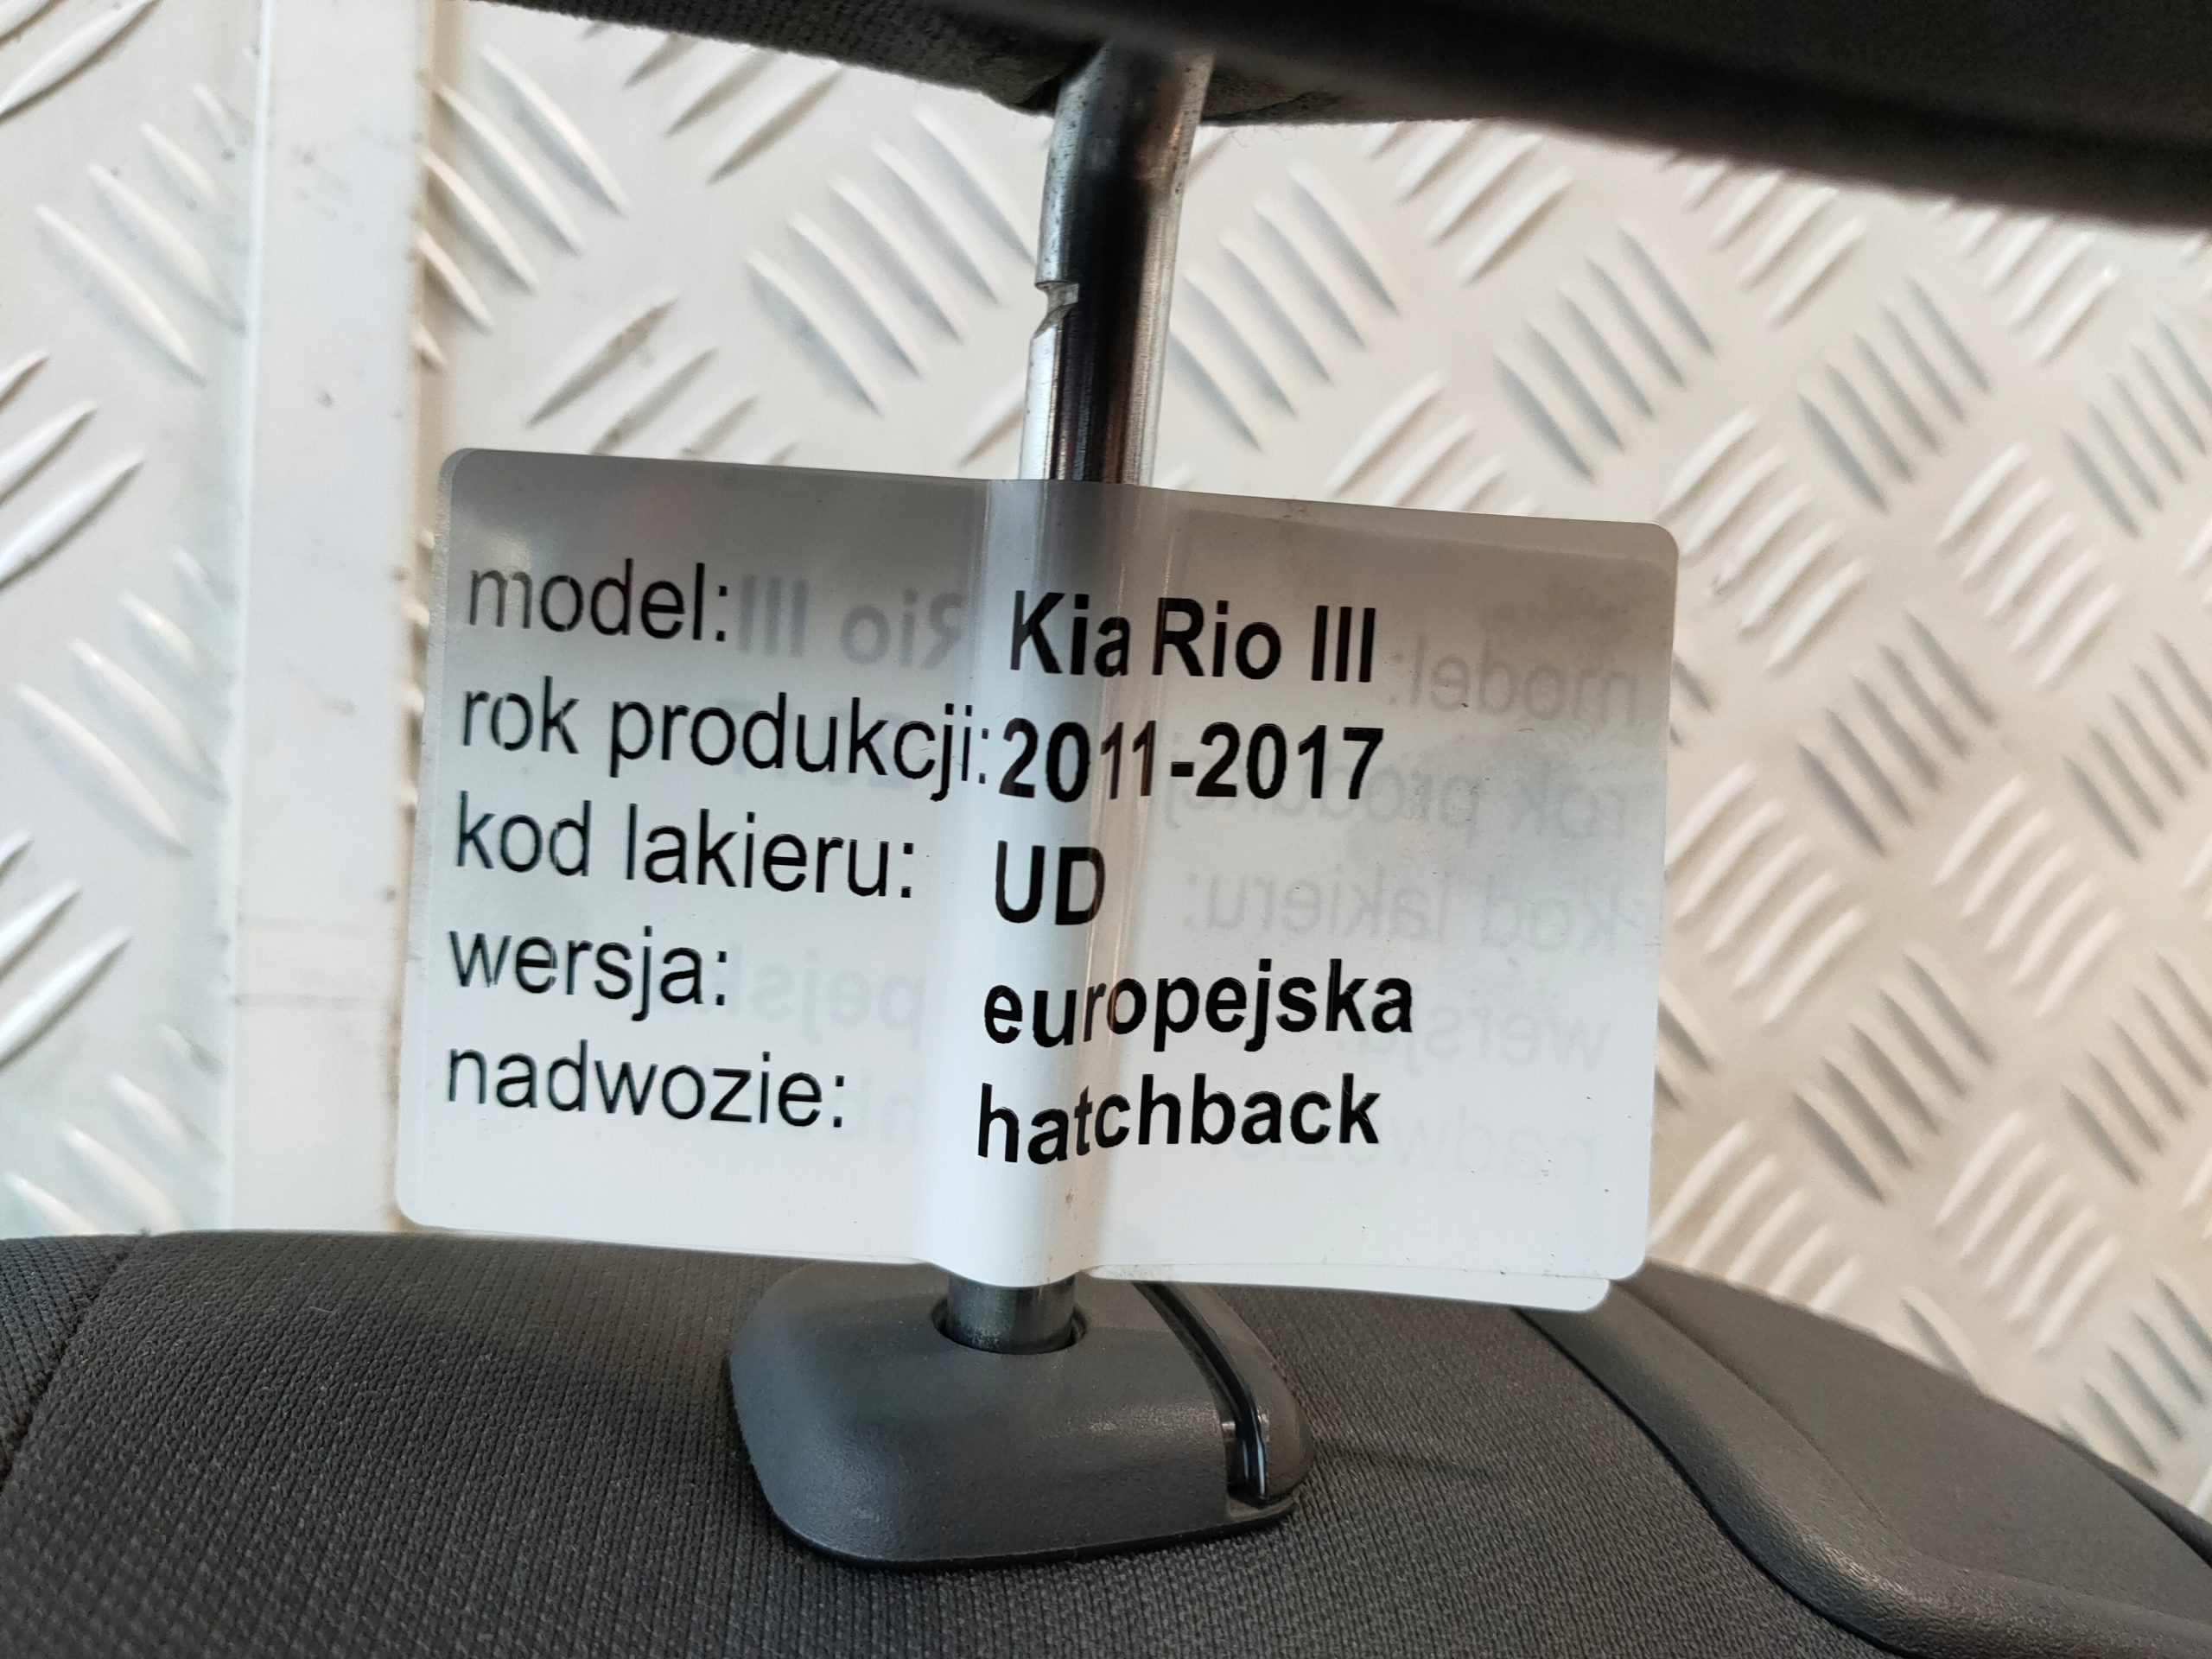 model: Kia Rio III
rok produkcji: 2011-2017
kod lakieru: UD
wersja: europejska
nadwozie: hatchback